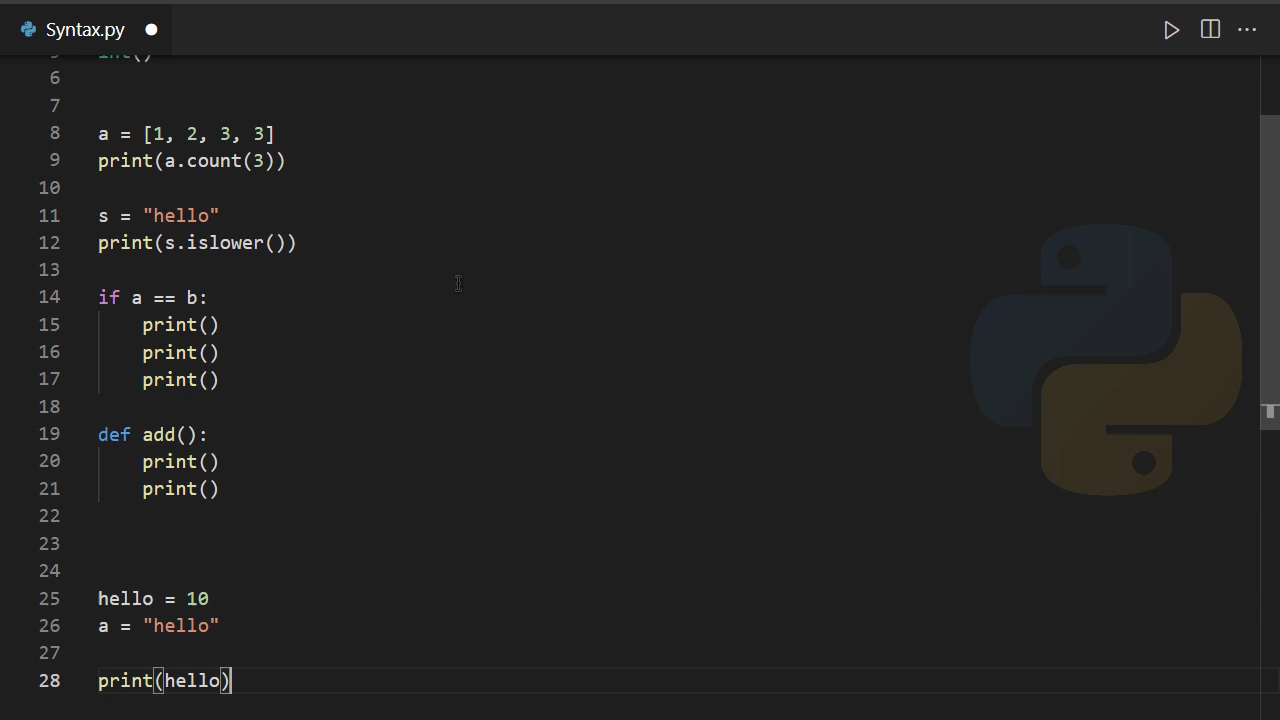 Syntax.py
6
7
8 a = [1, 2, 3, 3]
9 print(a.count(3))
10
11 s = "hello"
12 print(s.islower())
13
14 if a == b:
15 print()
16 print()
17 print()
18
19 def add():
20 print()
21 print()
22
23
24
25 hello = 10
26 a = "hello"
27
28 print(hello)